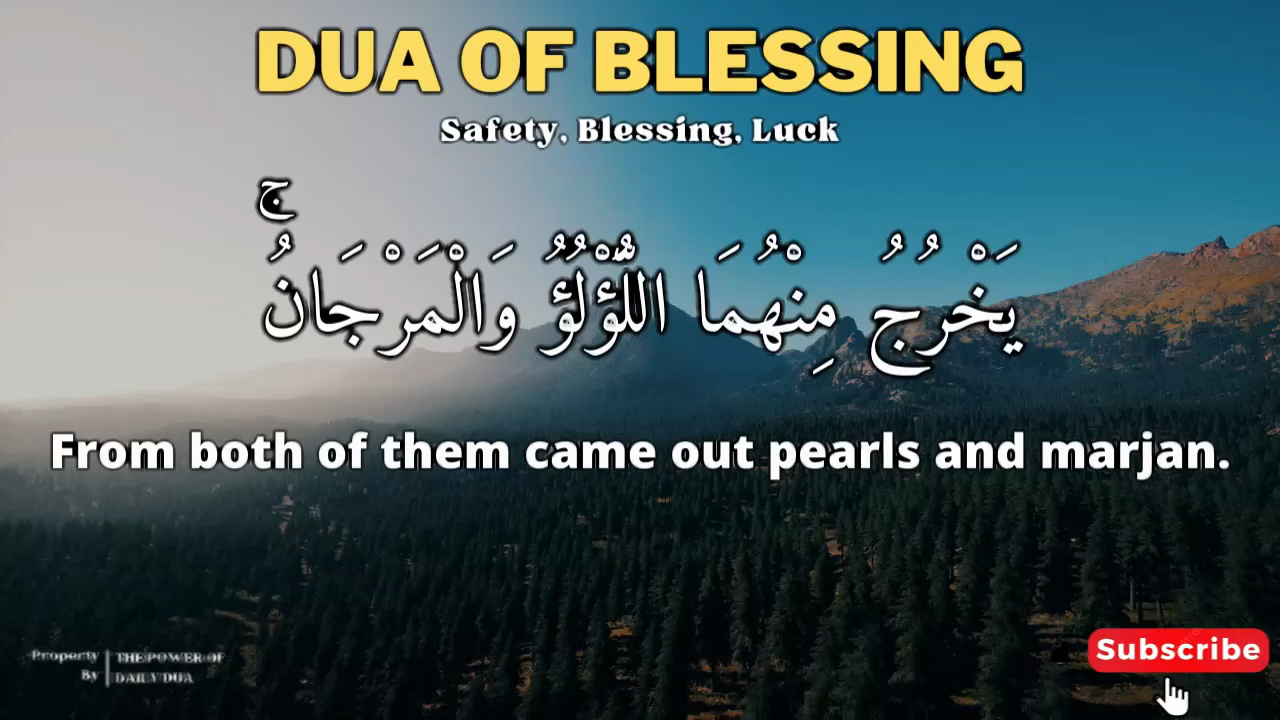 DUA OF BLESSING
Safety, Blessing, Luck
يَخْرُجُ مِنْهُمَا اللُّؤْلُؤُ وَالْمَرْجَانُۚ
From both of them came out pearls and marjan.
Property By
THE POWER OF
DAILY DUA
Subscribe